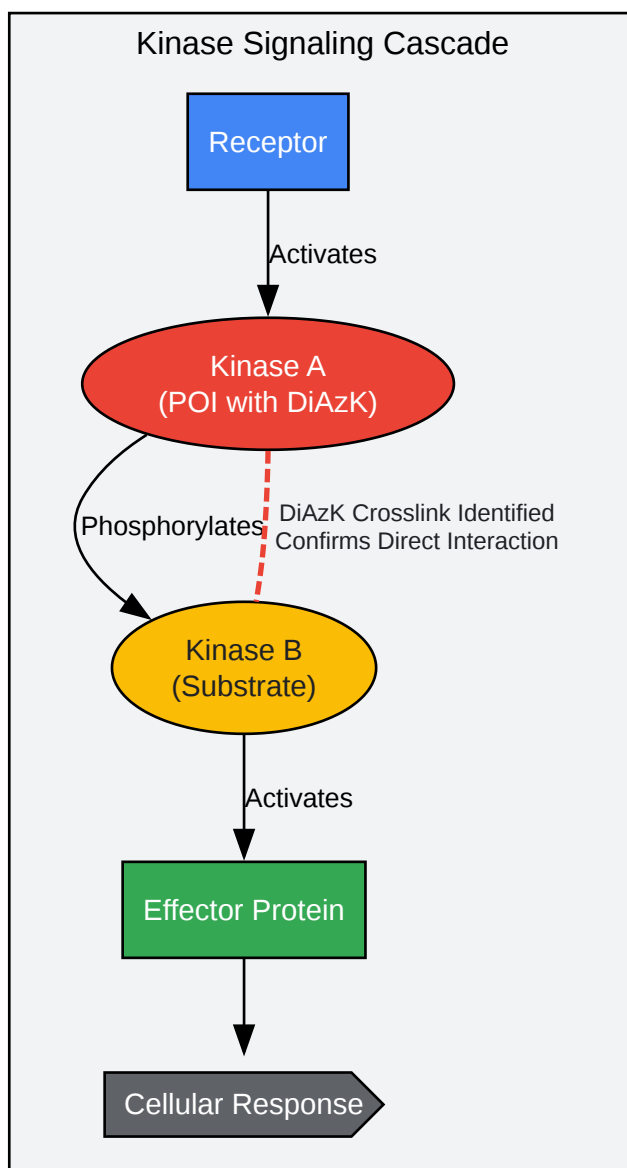 Kinase Signaling Cascade
Receptor
Activates
Kinase A
(POI with DiAzK)
Phosphorylates
DiAzK Crosslink Identified
Confirms Direct Interaction
Kinase B
(Substrate)
Activates
Effector Protein
Cellular Response